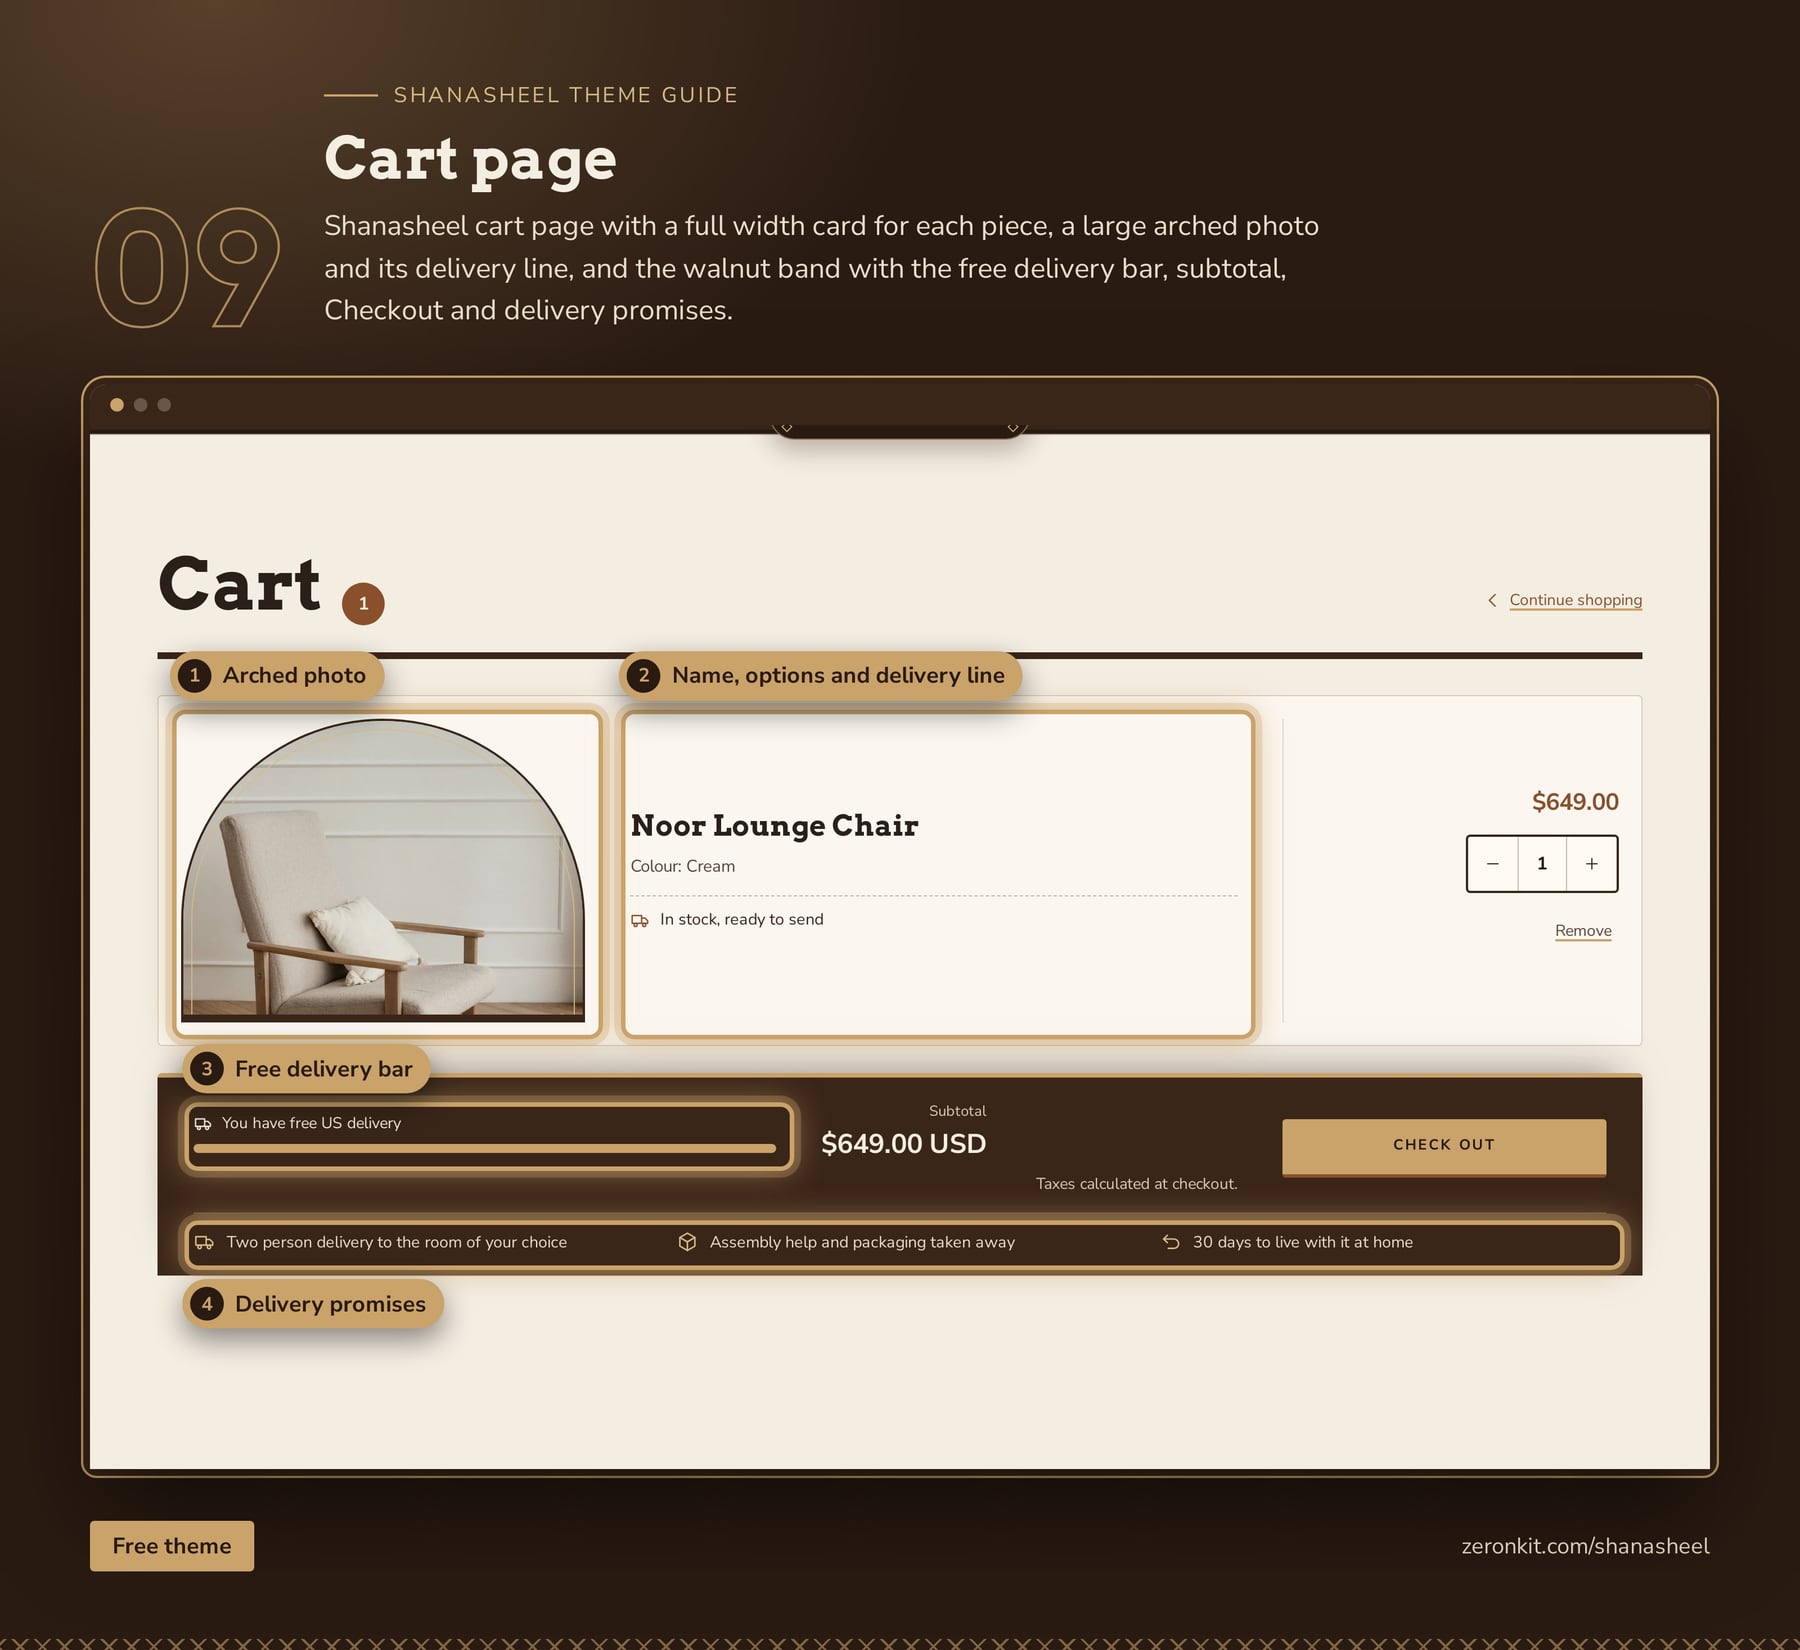 SHANASHEEL THEME GUIDE
Cart page
09
Shanasheel cart page with a full width card for each piece, a large arched photo
and its delivery line, and the walnut band with the free delivery bar, subtotal,
Checkout and delivery promises.
Cart 1
Continue shopping
1 Arched photo
2 Name, options and delivery line
Noor Lounge Chair
Colour: Cream
In stock, ready to send
$649.00
− 1 +
Remove
3 Free delivery bar
You have free US delivery
Subtotal
$649.00 USD
Taxes calculated at checkout.
CHECK OUT
Two person delivery to the room of your choice
Assembly help and packaging taken away
30 days to live with it at home
4 Delivery promises
Free theme
zeronkit.com/shanasheel